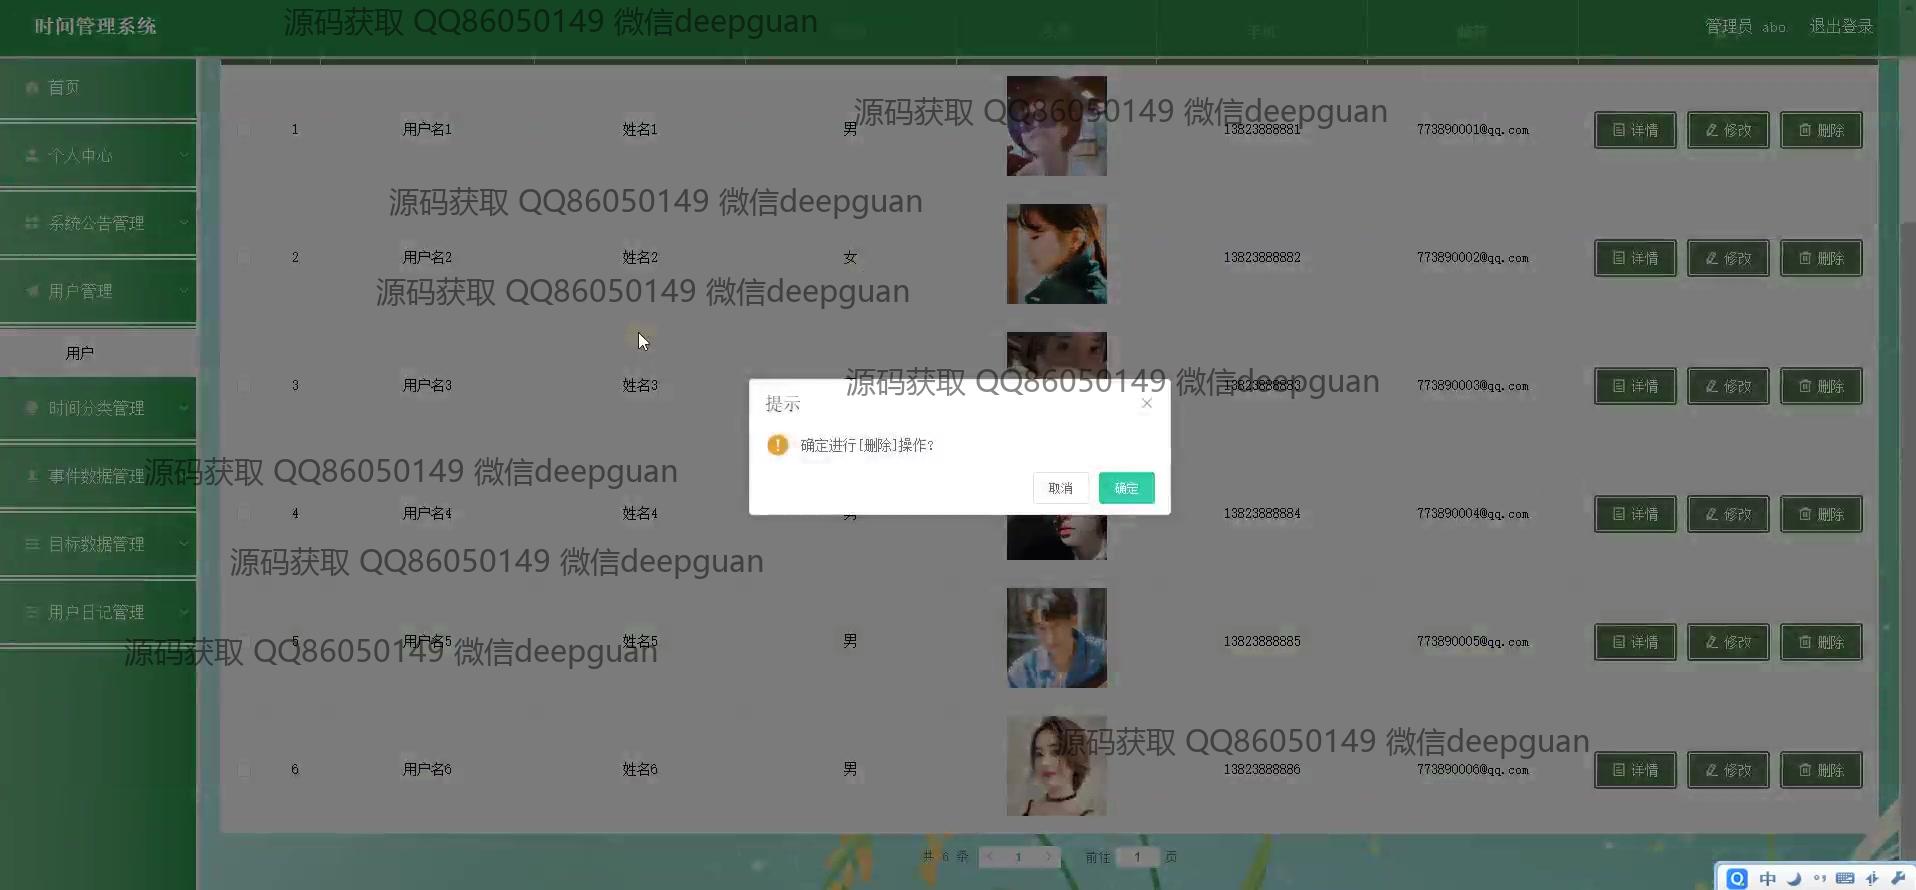 时间管理系统
源码获取 QQ86050149 微信deepguan
手机
邮箱
管理员 abo.
退出登录
首页
个人中心
系统公告管理
用户管理
用户
时间分类管理
事件数据管理
目标数据管理
用户日记管理
1 用户名1 姓名1 男 13823888881 773890001@qq.com 详情 修改 删除
源码获取 QQ86050149 微信deepguan
源码获取 QQ86050149 微信deepguan
2 用户名2 姓名2 女 13823888882 773890002@qq.com 详情 修改 删除
源码获取 QQ86050149 微信deepguan
3 用户名3 姓名3 13823888883 773890003@qq.com 详情 修改 删除
源码获取 QQ86050149 微信deepguan
提示
确定进行[删除]操作?
取消 确定
源码获取 QQ86050149 微信deepguan
4 用户名4 姓名4 男 13823888884 773890004@qq.com 详情 修改 删除
源码获取 QQ86050149 微信deepguan
5 用户名5 姓名5 男 13823888885 773890005@qq.com 详情 修改 删除
源码获取 QQ86050149 微信deepguan
源码获取 QQ86050149 微信deepguan
6 用户名6 姓名6 男 13823888886 773890006@qq.com 详情 修改 删除
共 6 条 1 前往 1 页
中